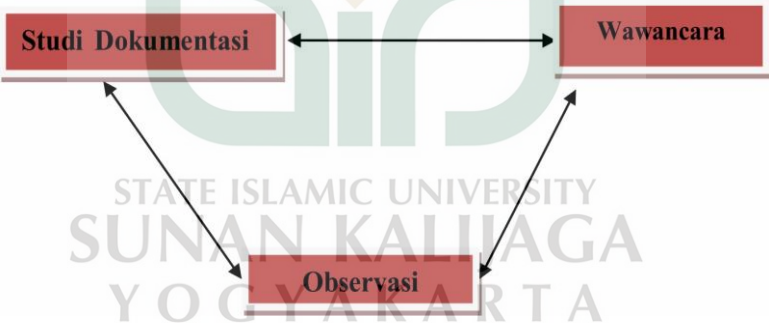 Studi Dokumentasi
Wawancara
STATE ISLAMIC UNIVERSITY
SUNAN KALIJAGA
YOGYAKARTA
Observasi